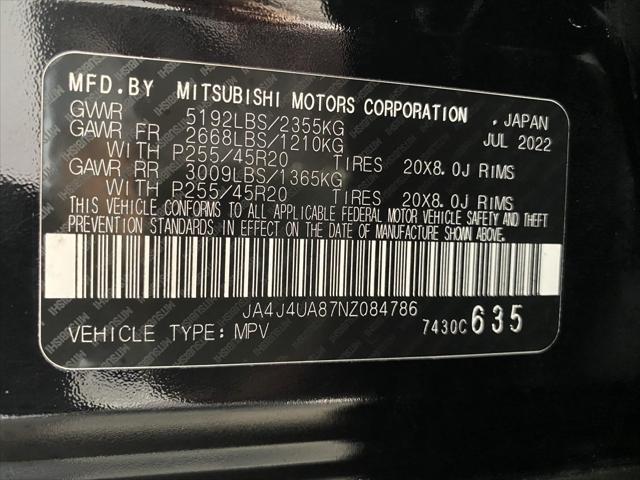 MFD.BY MITSUBISHI MOTORS CORPORATION , JAPAN
GVWR 5192LBS/2355KG JUL 2022
GAWR FR 2668LBS/1210KG
WITH P255/45R20 TIRES 20X8.0J RIMS
GAWR RR 3009LBS/1365KG
WITH P255/45R20 TIRES 20X8.0J RIMS
THIS VEHICLE CONFORMS TO ALL APPLICABLE FEDERAL MOTOR VEHICLE SAFETY AND THEFT
PREVENTION STANDARDS IN EFFECT ON THE DATE OF MANUFACTURE SHOWN ABOVE.
JA4J4UA87NZ084786
VEHICLE TYPE:MPV 7430C 635